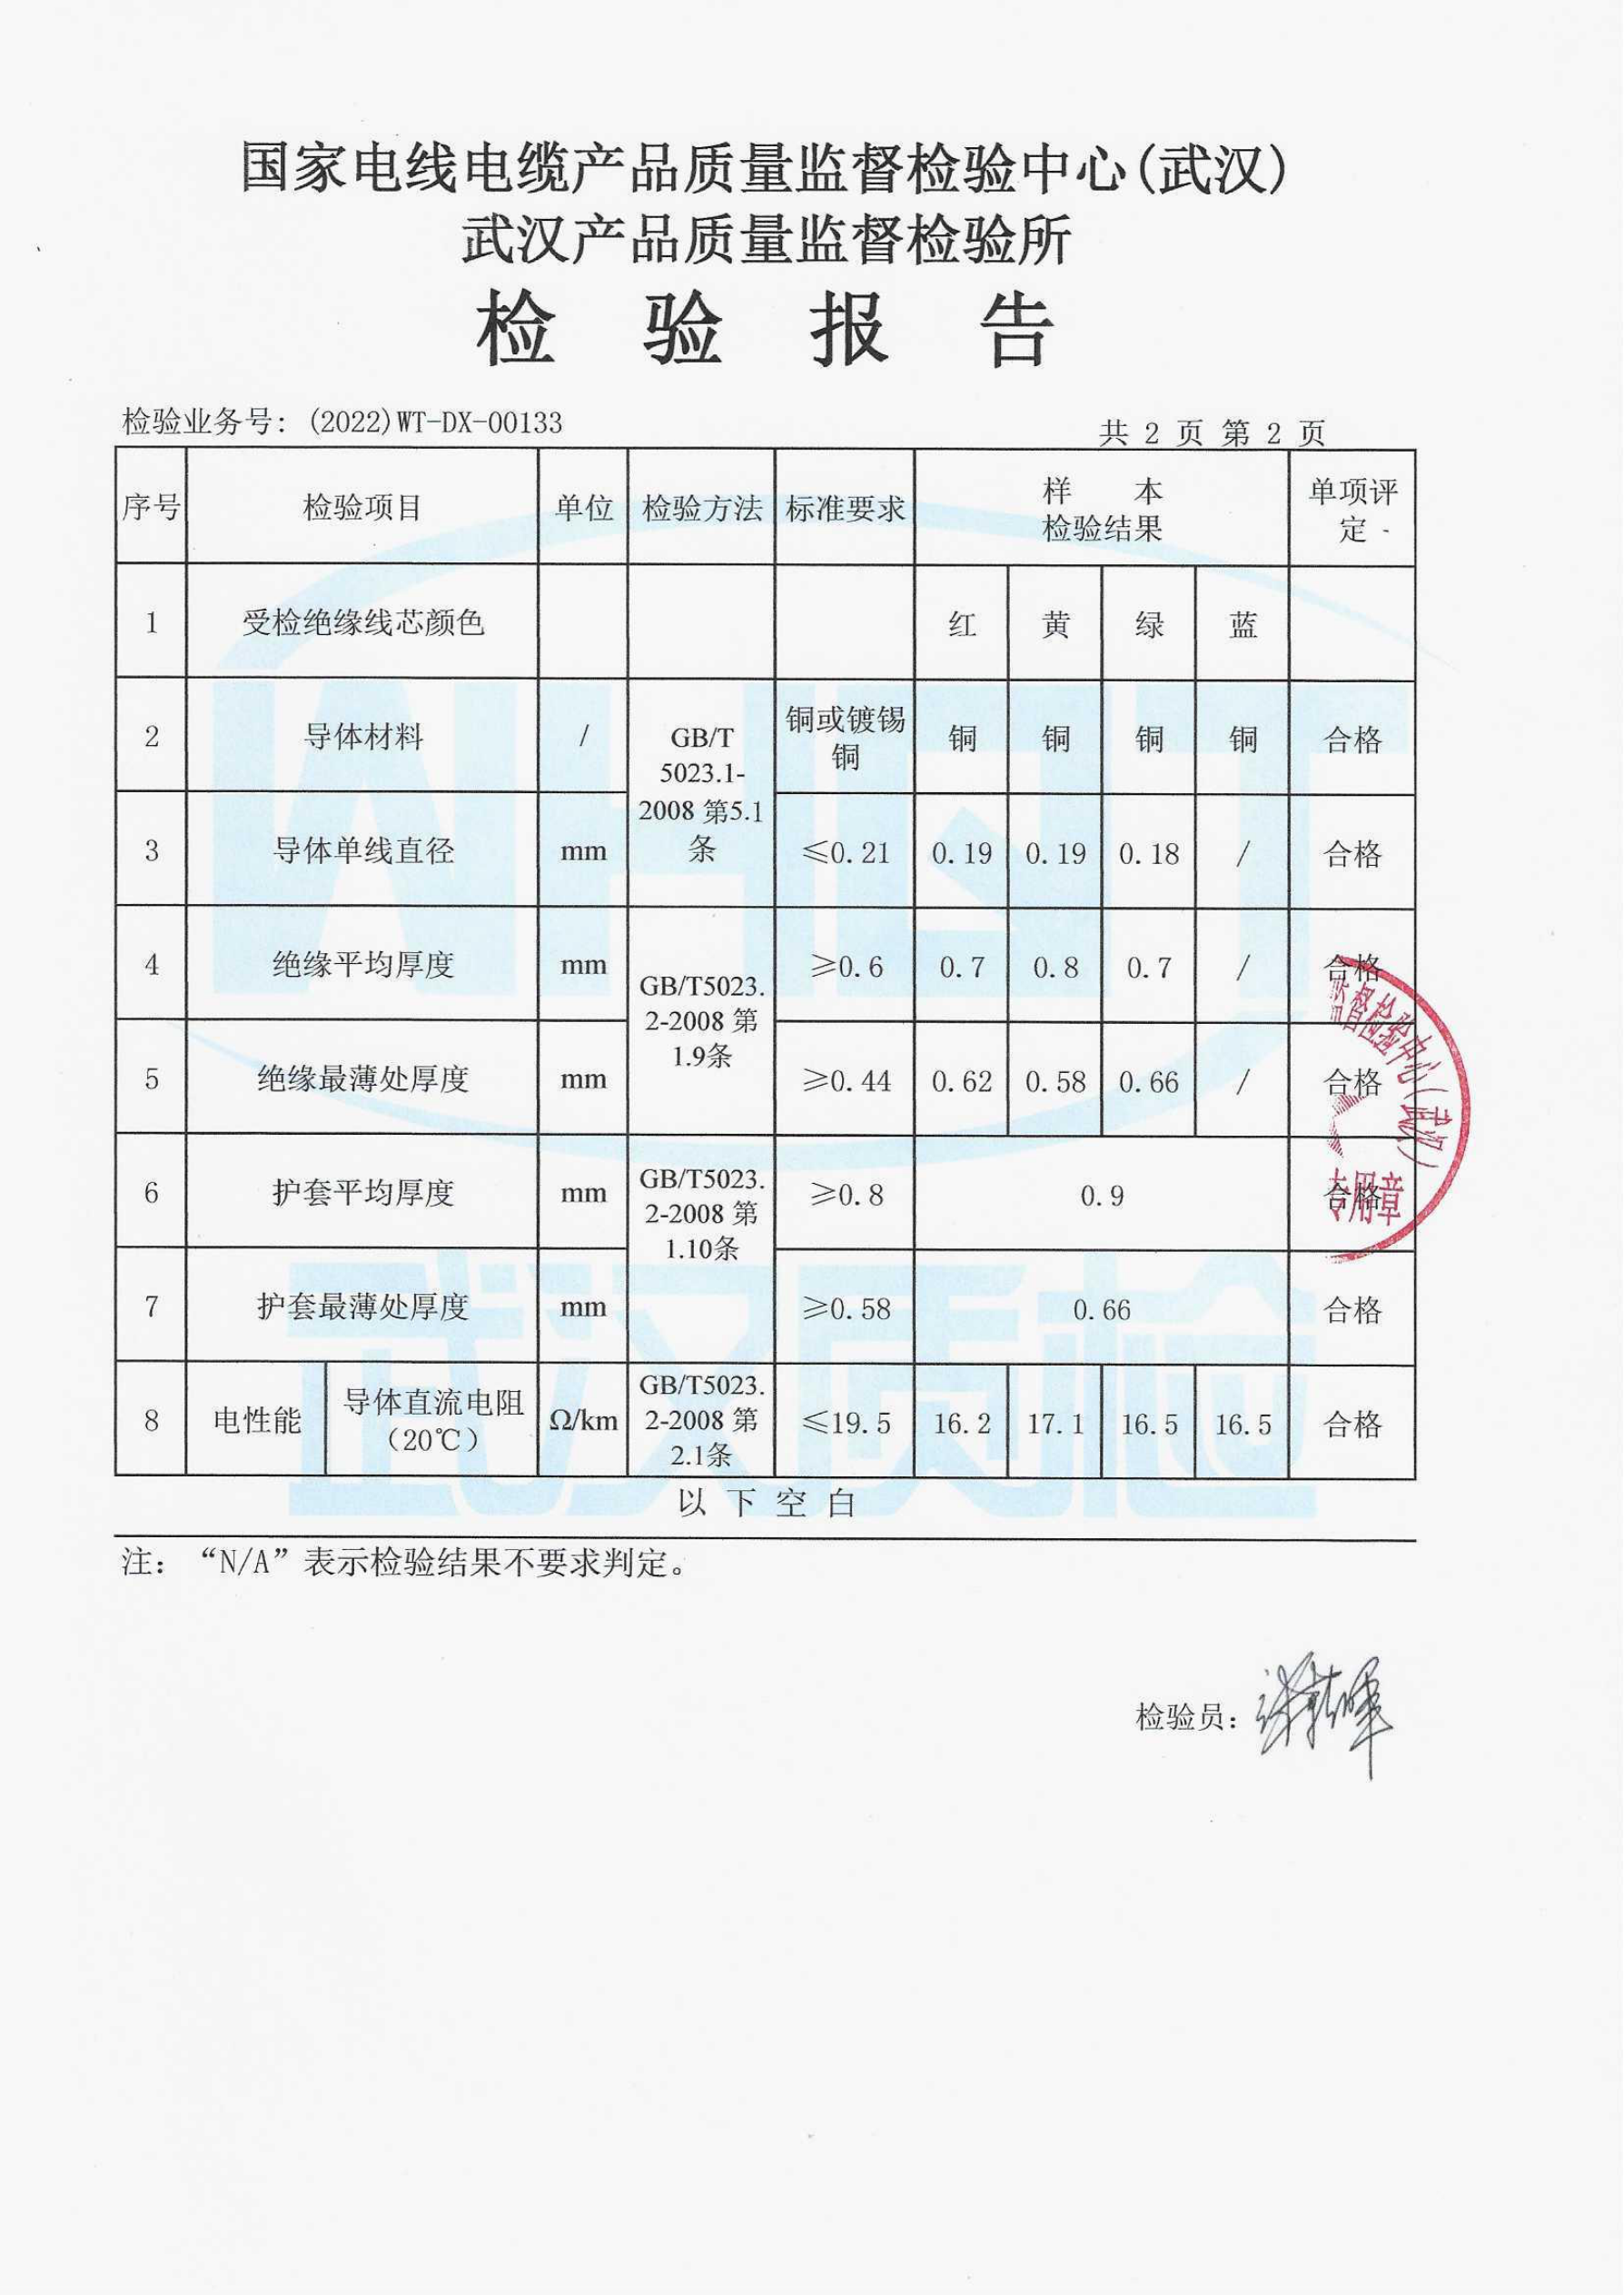 国家电线电缆产品质量监督检验中心(武汉)
武汉产品质量监督检验所
检 验 报 告
检验业务号: (2022)WT-DX-00133
共 2 页 第 2 页
序号 检验项目 单位 检验方法 标准要求 样 本 检验结果 单项评定
1 受检绝缘线芯颜色 红 黄 绿 蓝
2 导体材料 / GB/T 5023.1-2008 第5.1条 铜或镀锡铜 铜 铜 铜 铜 合格
3 导体单线直径 mm ≤0.21 0.19 0.19 0.18 / 合格
4 绝缘平均厚度 mm GB/T5023.2-2008 第1.9条 ≥0.6 0.7 0.8 0.7 / 合格
5 绝缘最薄处厚度 mm ≥0.44 0.62 0.58 0.66 / 合格
6 护套平均厚度 mm GB/T5023.2-2008 第1.10条 ≥0.8 0.9 合格
7 护套最薄处厚度 mm ≥0.58 0.66 合格
8 电性能 导体直流电阻（20℃） Ω/km GB/T5023.2-2008 第2.1条 ≤19.5 16.2 17.1 16.5 16.5 合格
以 下 空 白
注: “N/A”表示检验结果不要求判定。
检验员:
监督检验中心(武汉)
专用章
武汉质检